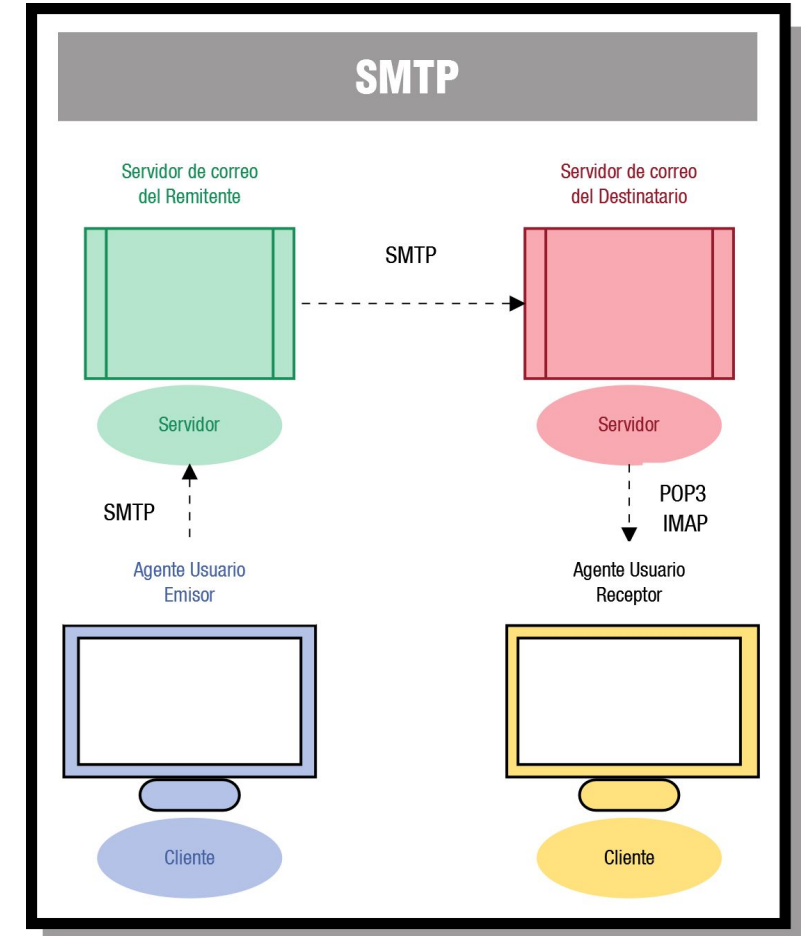 SMTP
Servidor de correo
del Remitente
Servidor de correo
del Destinatario
SMTP
Servidor
Servidor
SMTP
POP3
IMAP
Agente Usuario
Emisor
Agente Usuario
Receptor
Cliente
Cliente